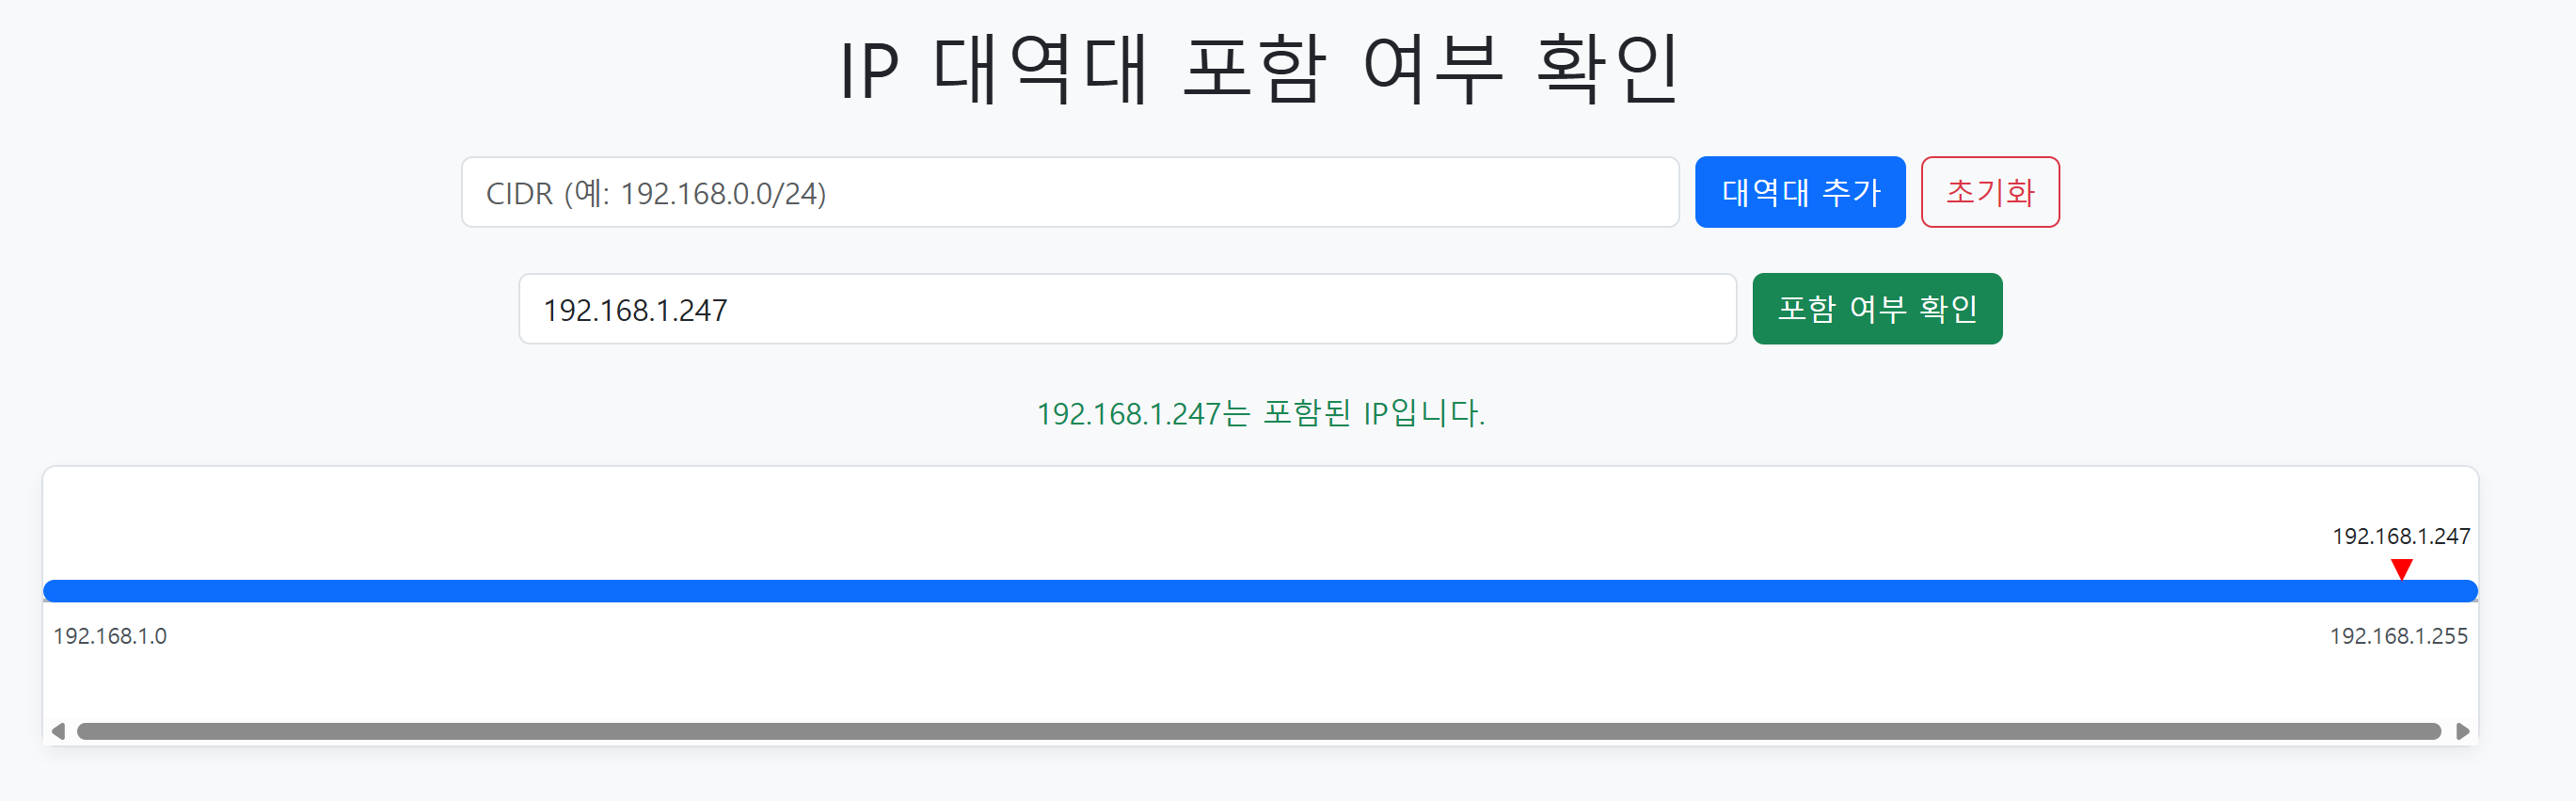 IP 대역대 포함 여부 확인
CIDR (예: 192.168.0.0/24)
대역대 추가
초기화
192.168.1.247
포함 여부 확인
192.168.1.247는 포함된 IP입니다.
192.168.1.247
192.168.1.0
192.168.1.255